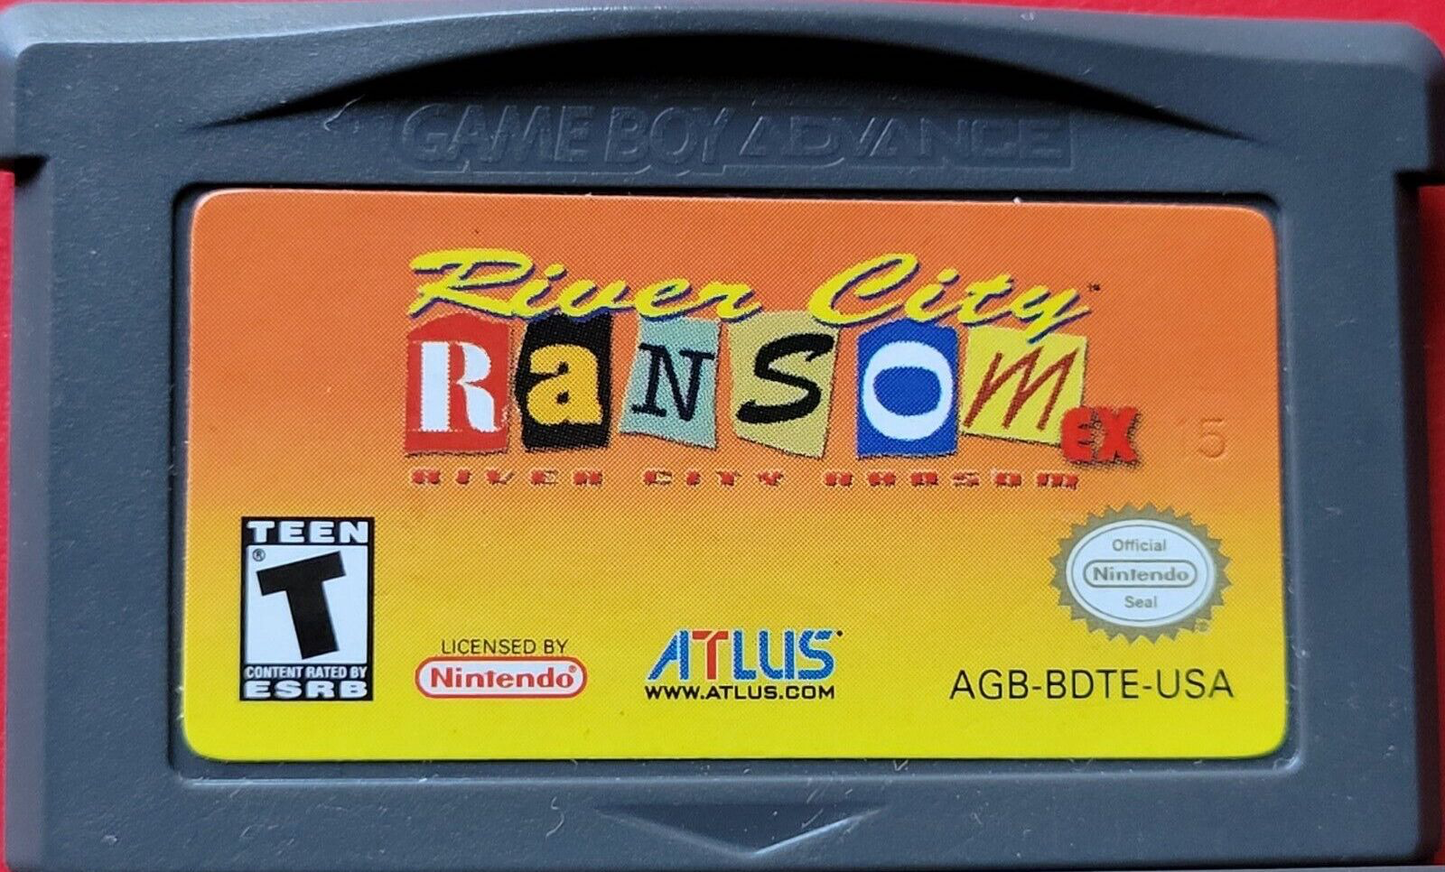 GAME BOY ADVANCE
River City™
RaNSOM EX
RIVER CITY RANSOM
15
TEEN
T®
CONTENT RATED BY
ESRB
LICENSED BY
Nintendo®
ATLUS
WWW.ATLUS.COM
Official
Nintendo
Seal
AGB-BDTE-USA